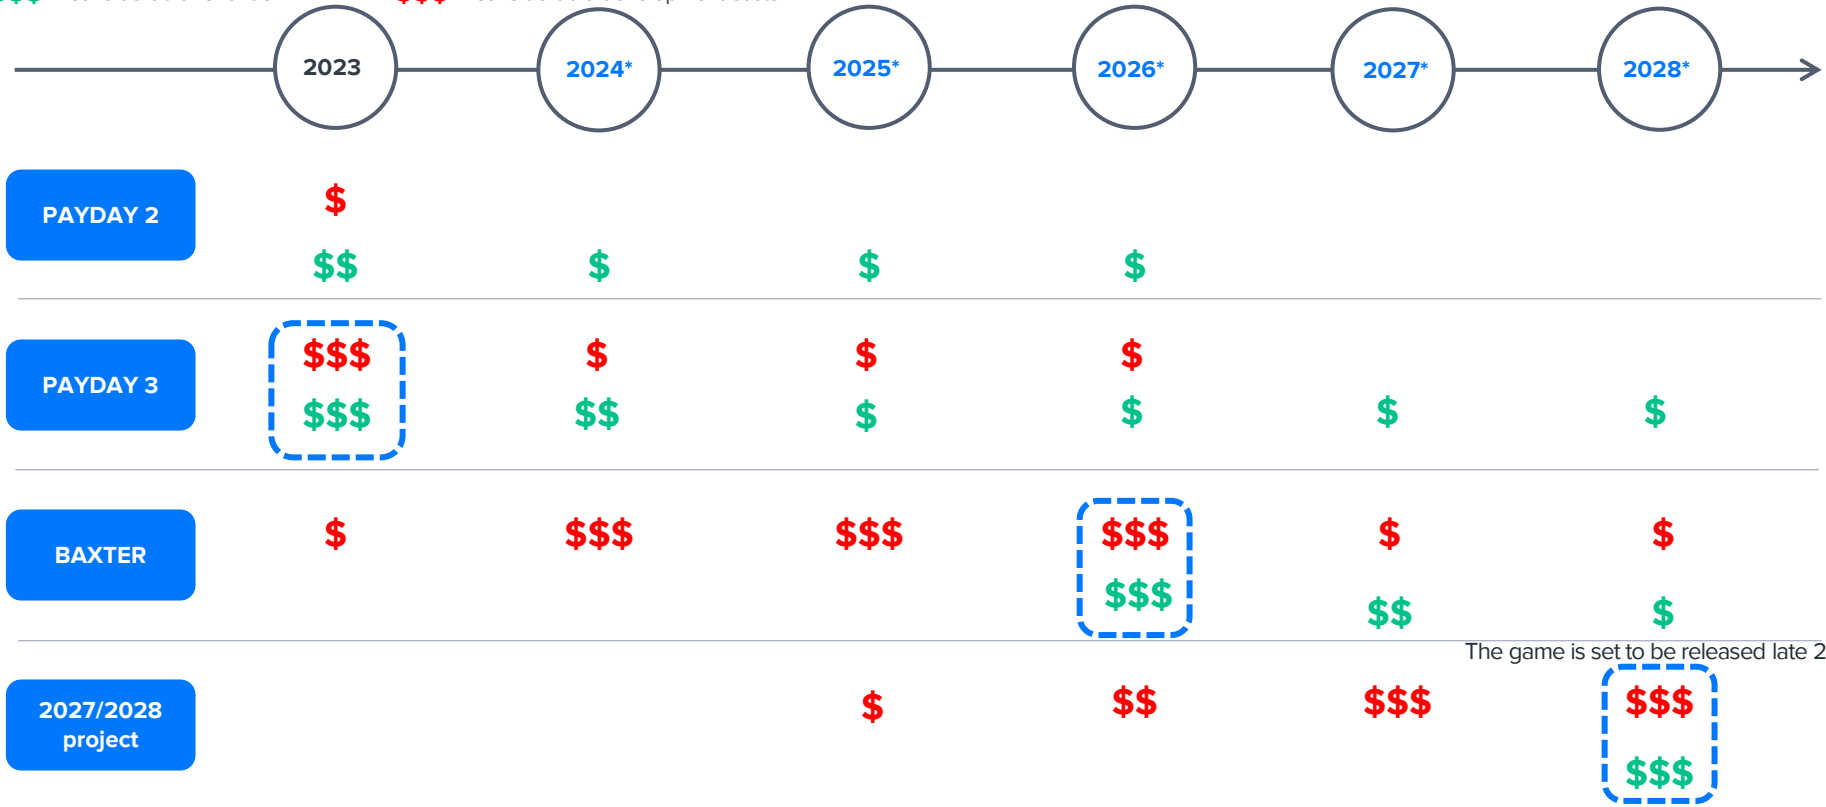 $$$ $$$
2023 2024* 2025* 2026* 2027* 2028*
$
PAYDAY 2
$$ $ $ $
$$$ $ $ $
PAYDAY 3
$$$ $$ $ $ $ $
$ $$$ $$$ $$$ $ $
BAXTER
$$$ $$ $
The game is set to be released late 2
$ $$ $$$ $$$
2027/2028
project
$$$